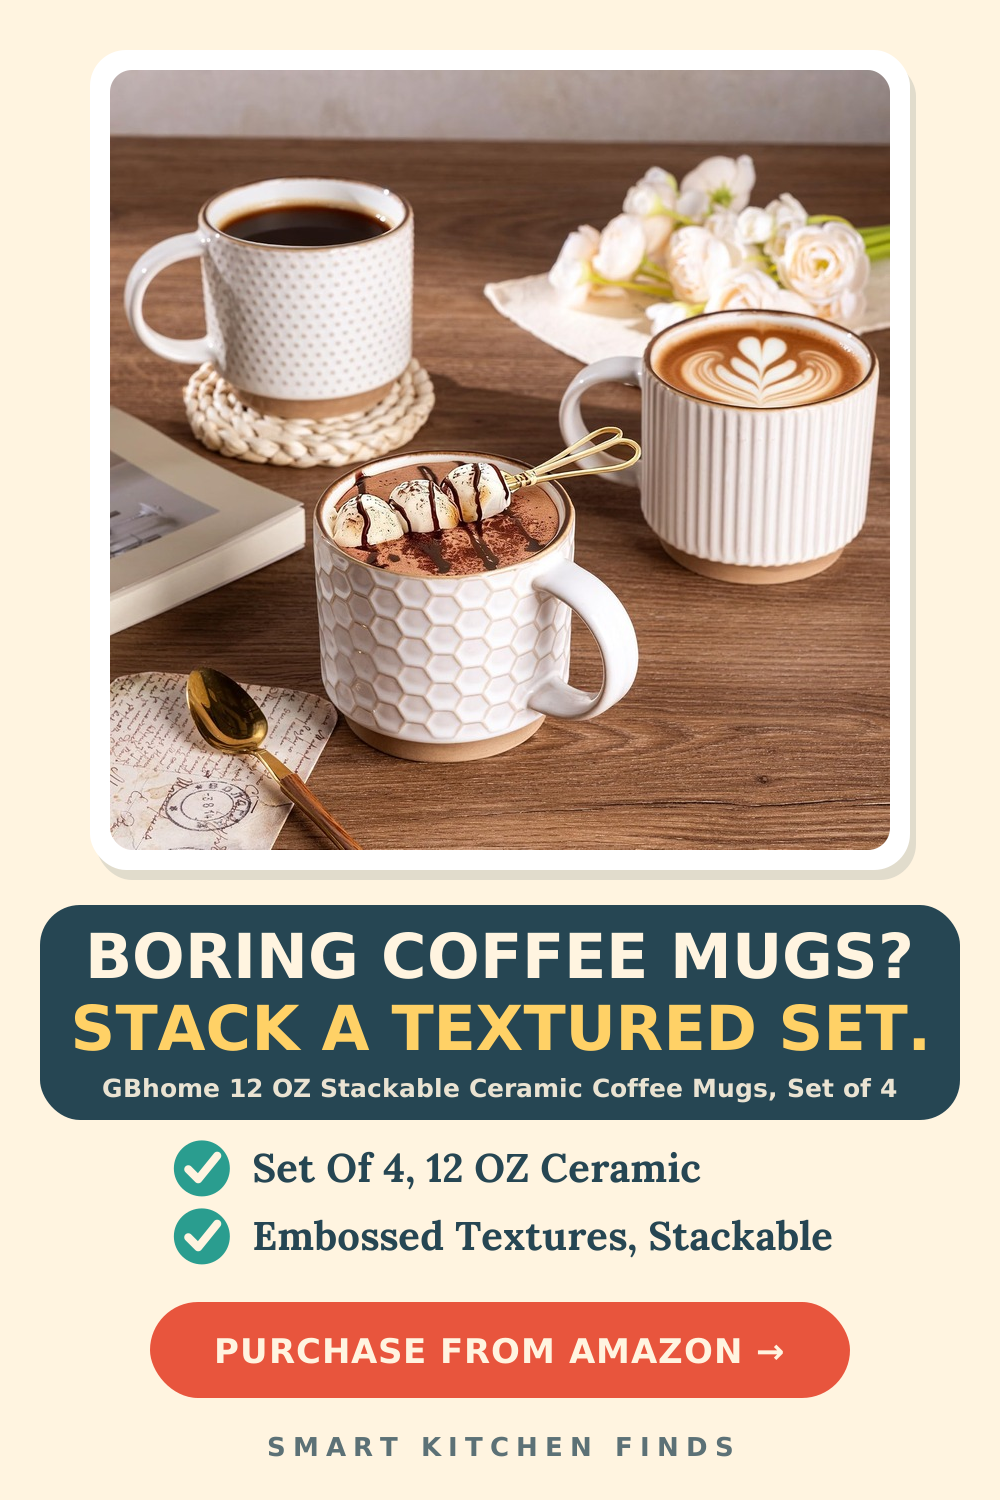 BORING COFFEE MUGS?
STACK A TEXTURED SET.
GBhome 12 OZ Stackable Ceramic Coffee Mugs, Set of 4
Set Of 4, 12 OZ Ceramic
Embossed Textures, Stackable
PURCHASE FROM AMAZON →
SMART KITCHEN FINDS